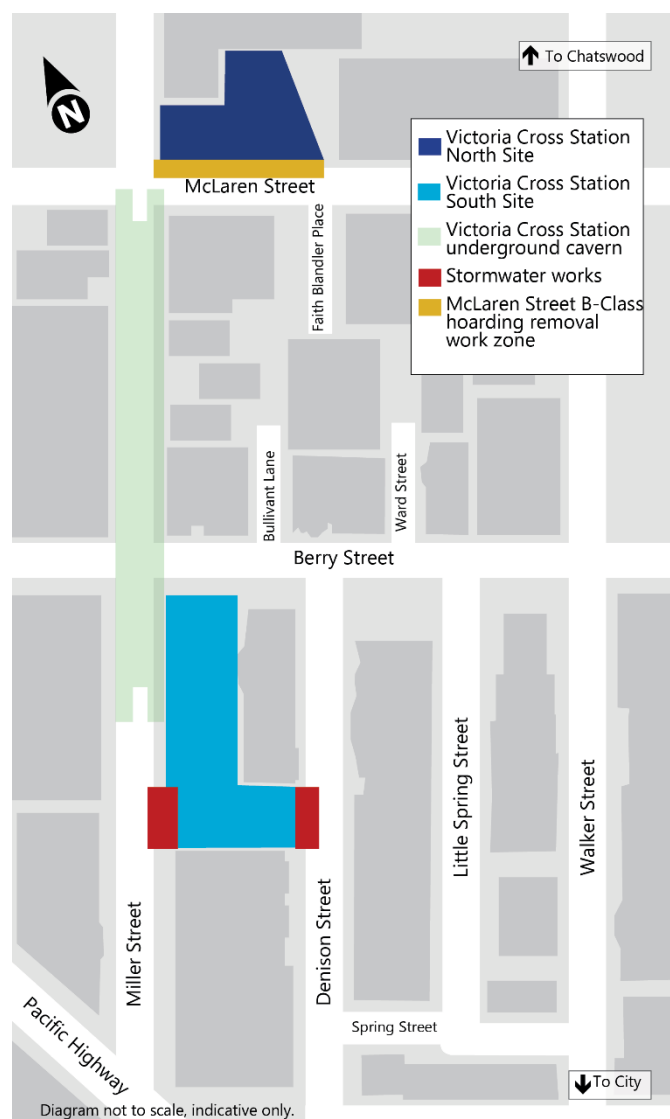 To Chatswood
N
Victoria Cross Station
North Site
Victoria Cross Station
South Site
Victoria Cross Station
underground cavern
Stormwater works
McLaren Street B-Class
hoarding removal
work zone
McLaren Street
Faith Blandler Place
Bullivant Lane
Ward Street
Berry Street
Little Spring Street
Walker Street
Miller Street
Denison Street
Spring Street
Pacific Highway
To City
Diagram not to scale, indicative only.